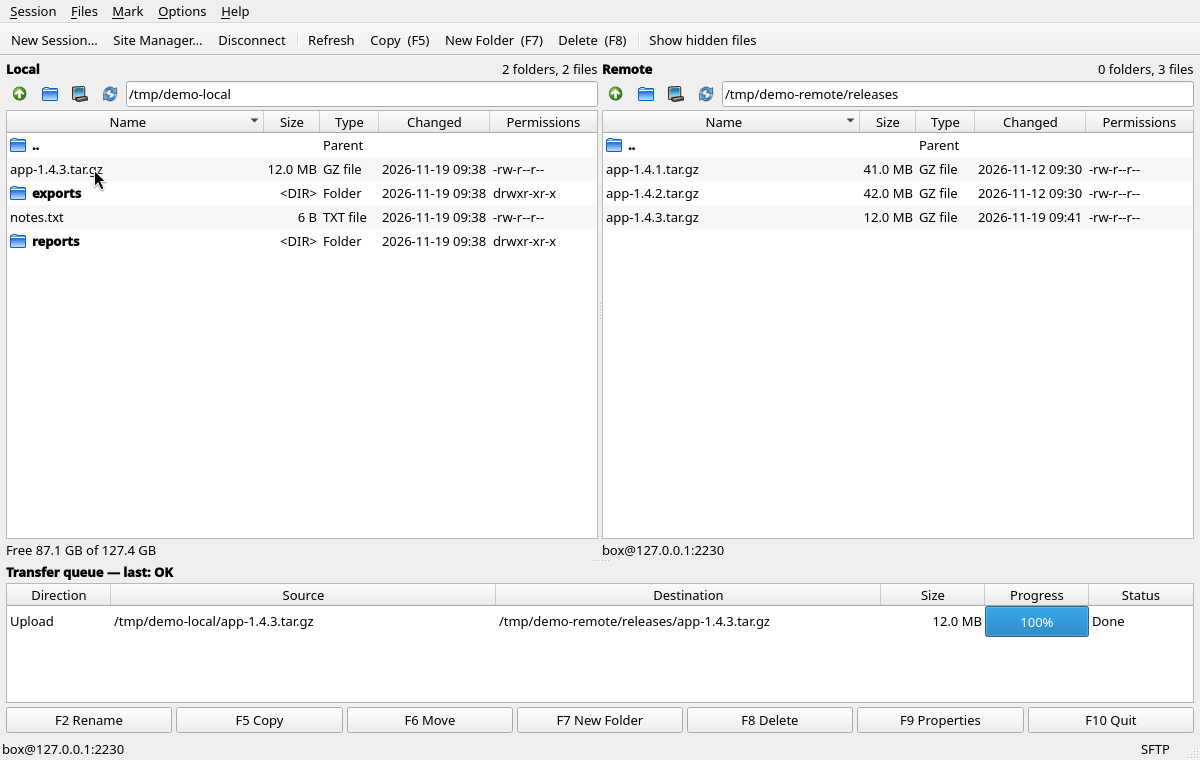 Session Files Mark Options Help
New Session... Site Manager... Disconnect Refresh Copy (F5) New Folder (F7) Delete (F8) Show hidden files
Local 2 folders, 2 files Remote 0 folders, 3 files
/tmp/demo-local /tmp/demo-remote/releases
Name Size Type Changed Permissions Name Size Type Changed Permissions
.. Parent .. Parent
app-1.4.3.tar.gz 12.0 MB GZ file 2026-11-19 09:38 -rw-r--r-- app-1.4.1.tar.gz 41.0 MB GZ file 2026-11-12 09:30 -rw-r--r--
exports <DIR> Folder 2026-11-19 09:38 drwxr-xr-x app-1.4.2.tar.gz 42.0 MB GZ file 2026-11-12 09:30 -rw-r--r--
notes.txt 6 B TXT file 2026-11-19 09:38 -rw-r--r-- app-1.4.3.tar.gz 12.0 MB GZ file 2026-11-19 09:41 -rw-r--r--
reports <DIR> Folder 2026-11-19 09:38 drwxr-xr-x
Free 87.1 GB of 127.4 GB box@127.0.0.1:2230
Transfer queue — last: OK
Direction Source Destination Size Progress Status
Upload /tmp/demo-local/app-1.4.3.tar.gz /tmp/demo-remote/releases/app-1.4.3.tar.gz 12.0 MB 100% Done
F2 Rename F5 Copy F6 Move F7 New Folder F8 Delete F9 Properties F10 Quit
box@127.0.0.1:2230 SFTP